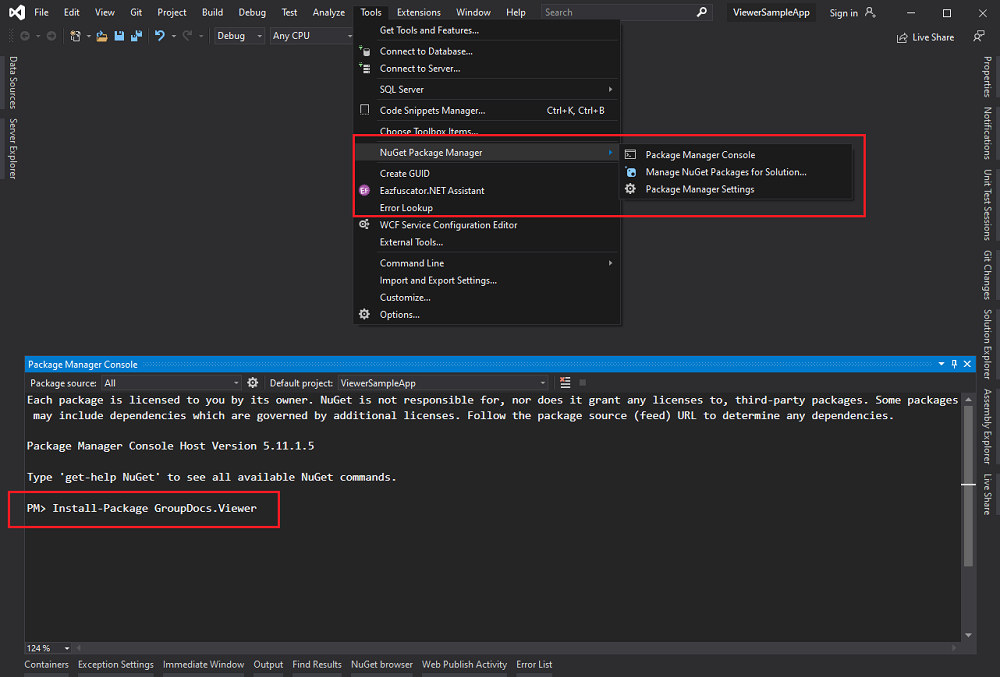 File Edit View Git Project Build Debug Test Analyze Tools Extensions Window Help Search ViewerSampleApp Sign in
Debug Any CPU Live Share
Get Tools and Features...
Connect to Database...
Connect to Server...
SQL Server
Code Snippets Manager... Ctrl+K, Ctrl+B
Choose Toolbox Items...
NuGet Package Manager
Create GUID
EF Eazfuscator.NET Assistant
Error Lookup
WCF Service Configuration Editor
External Tools...
Command Line
Import and Export Settings...
Customize...
Options...
Package Manager Console
Manage NuGet Packages for Solution...
Package Manager Settings
Data Sources
Server Explorer
Properties
Notifications
Unit Test Sessions
Git Changes
Solution Explorer
Assembly Explorer
Live Share
Package Manager Console
Package source: All Default project: ViewerSampleApp
Each package is licensed to you by its owner. NuGet is not responsible for, nor does it grant any licenses to, third-party packages. Some packages
may include dependencies which are governed by additional licenses. Follow the package source (feed) URL to determine any dependencies.
Package Manager Console Host Version 5.11.1.5
Type 'get-help NuGet' to see all available NuGet commands.
PM> Install-Package GroupDocs.Viewer
124 %
Containers Exception Settings Immediate Window Output Find Results NuGet browser Web Publish Activity Error List